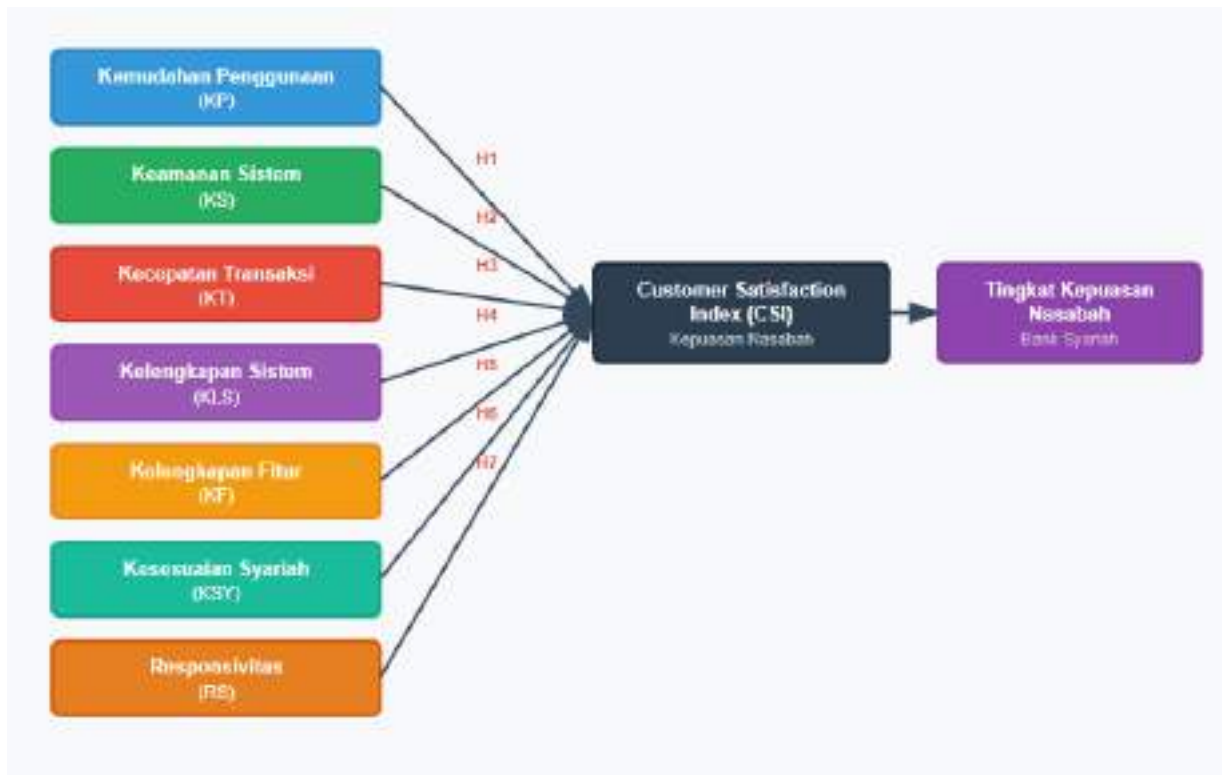 Kemudahan Penggunaan
(KP)
H1
Keamanan Sistem
(KS)
H2
Kecepatan Transaksi
(KT)
H3
H4
Customer Satisfaction
Index (CSI)
Kepuasan Nasabah
Tingkat Kepuasan
Nasabah
Bank Syariah
Kelengkapan Sistem
(KLS)
H5
H6
Kelengkapan Fitur
(KF)
H7
Kesesuaian Syariah
(KSY)
Responsivitas
(RS)